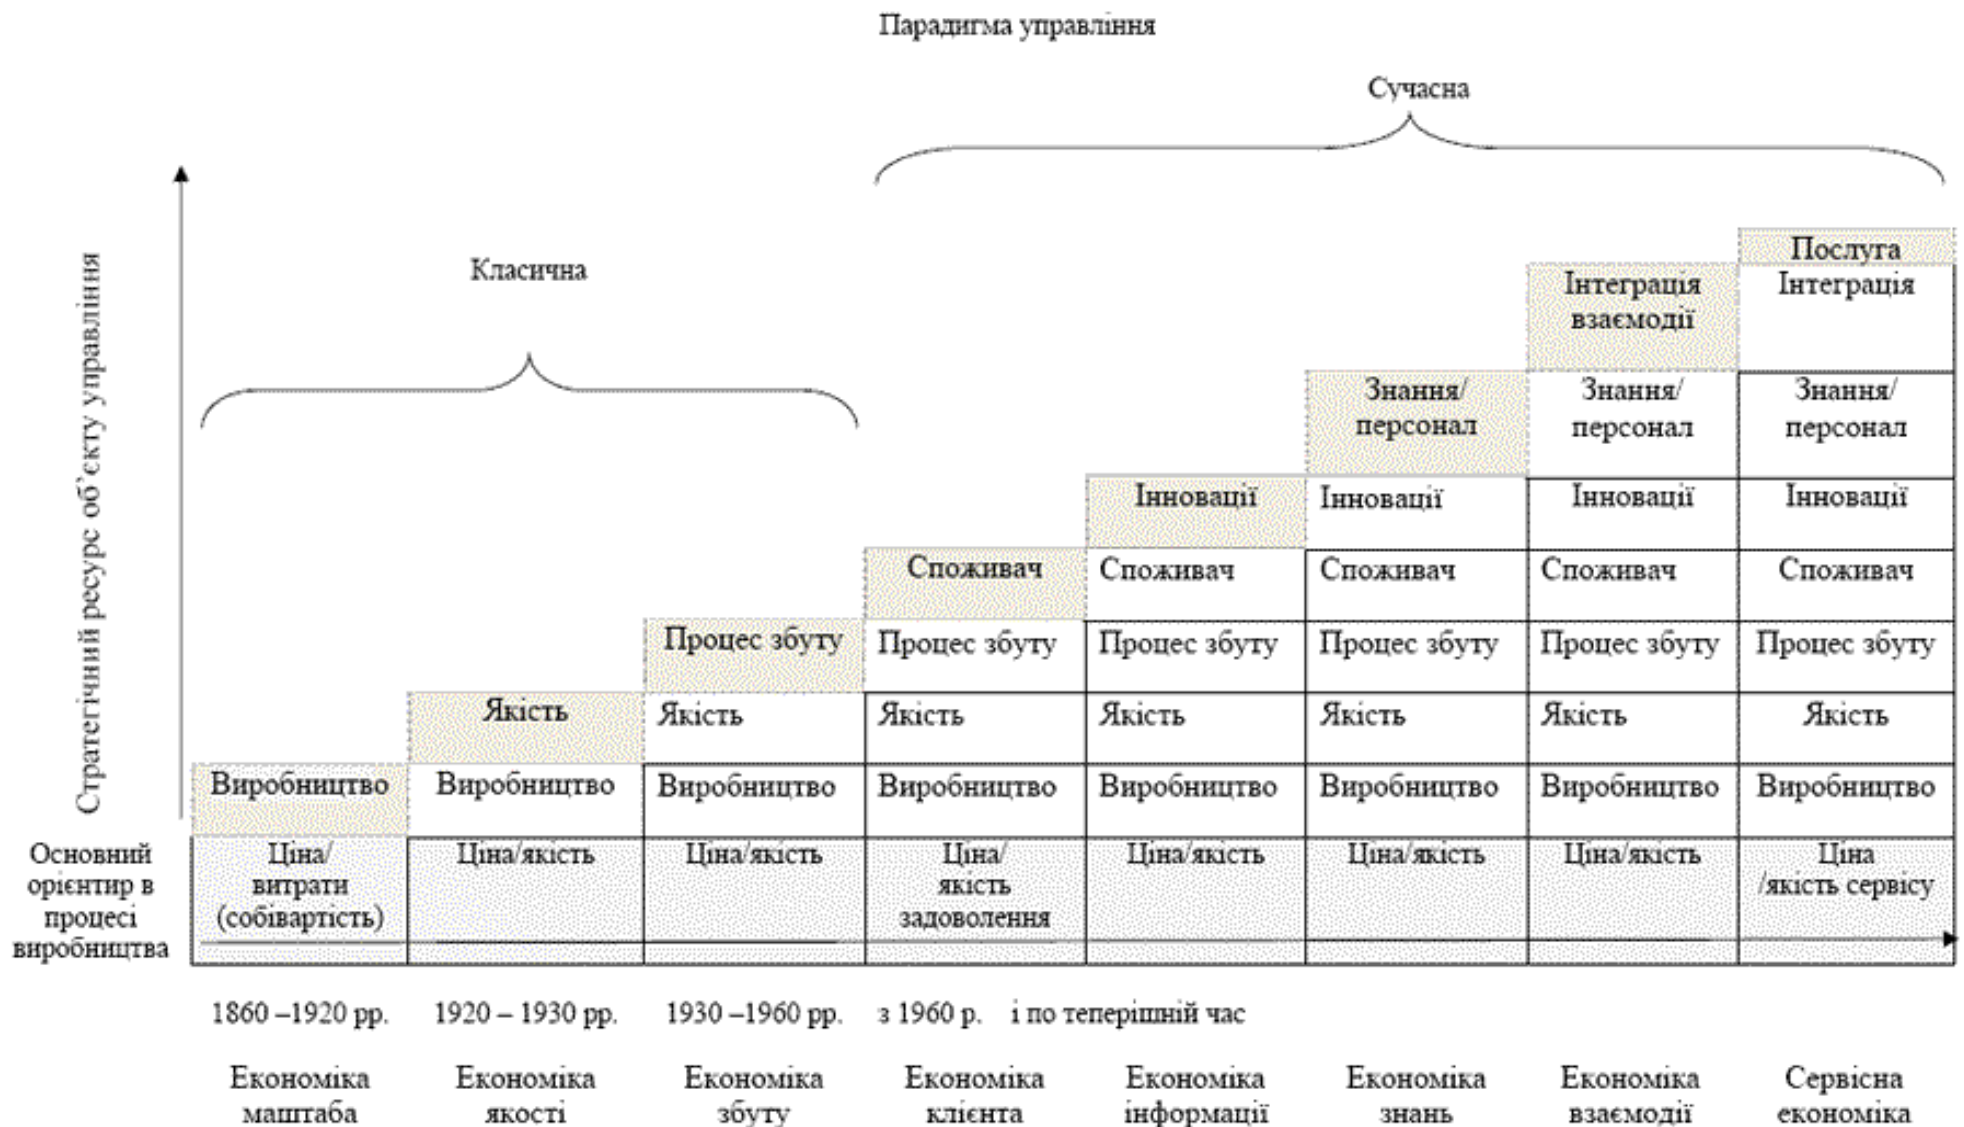 Парадигма управління
Сучасна
Класична
Стратегічний ресурс об’єкту управління
Послуга
Інтеграція
взаємодії
Інтеграція
Знання/
персонал
Знання/
персонал
Знання/
персонал
Інновації
Інновації
Інновації
Інновації
Споживач
Споживач
Споживач
Споживач
Споживач
Процес збуту
Процес збуту
Процес збуту
Процес збуту
Процес збуту
Процес збуту
Якість
Якість
Якість
Якість
Якість
Якість
Якість
Виробництво
Виробництво
Виробництво
Виробництво
Виробництво
Виробництво
Виробництво
Виробництво
Основний
орієнтир в
процесі
виробництва
Ціна/
витрати
(собівартість)
Ціна/якість
Ціна/якість
Ціна/
якість
задоволення
Ціна/якість
Ціна/якість
Ціна/якість
Ціна
/якість сервісу
1860 –1920 рр.
1920 – 1930 рр.
1930 –1960 рр.
з 1960 р. і по теперішній час
Економіка
маштаба
Економіка
якості
Економіка
збуту
Економіка
клієнта
Економіка
інформації
Економіка
знань
Економіка
взаємодії
Сервісна
економіка